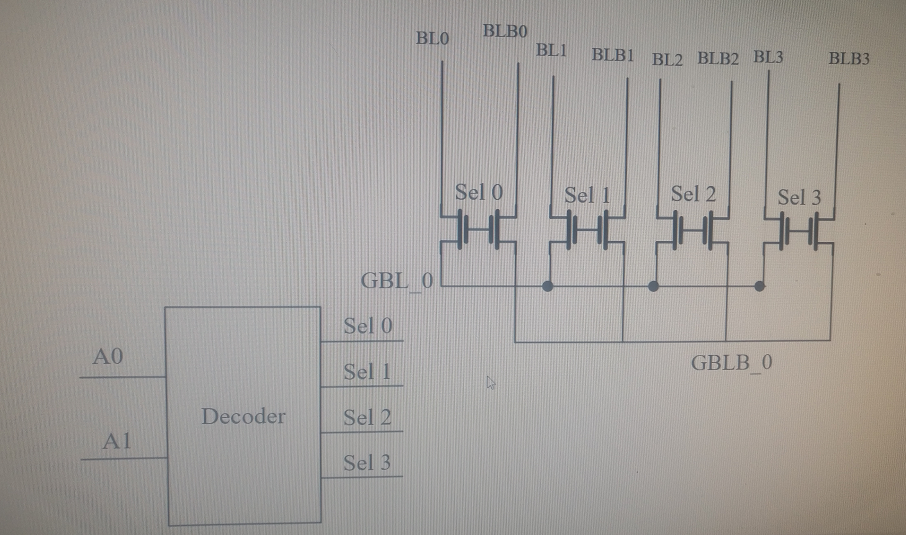 BL0 BLB0 BL1 BLB1 BL2 BLB2 BL3 BLB3
Sel 0 Sel 1 Sel 2 Sel 3
GBL_0
GBLB_0
Sel 0
A0
Sel 1
Decoder
Sel 2
A1
Sel 3